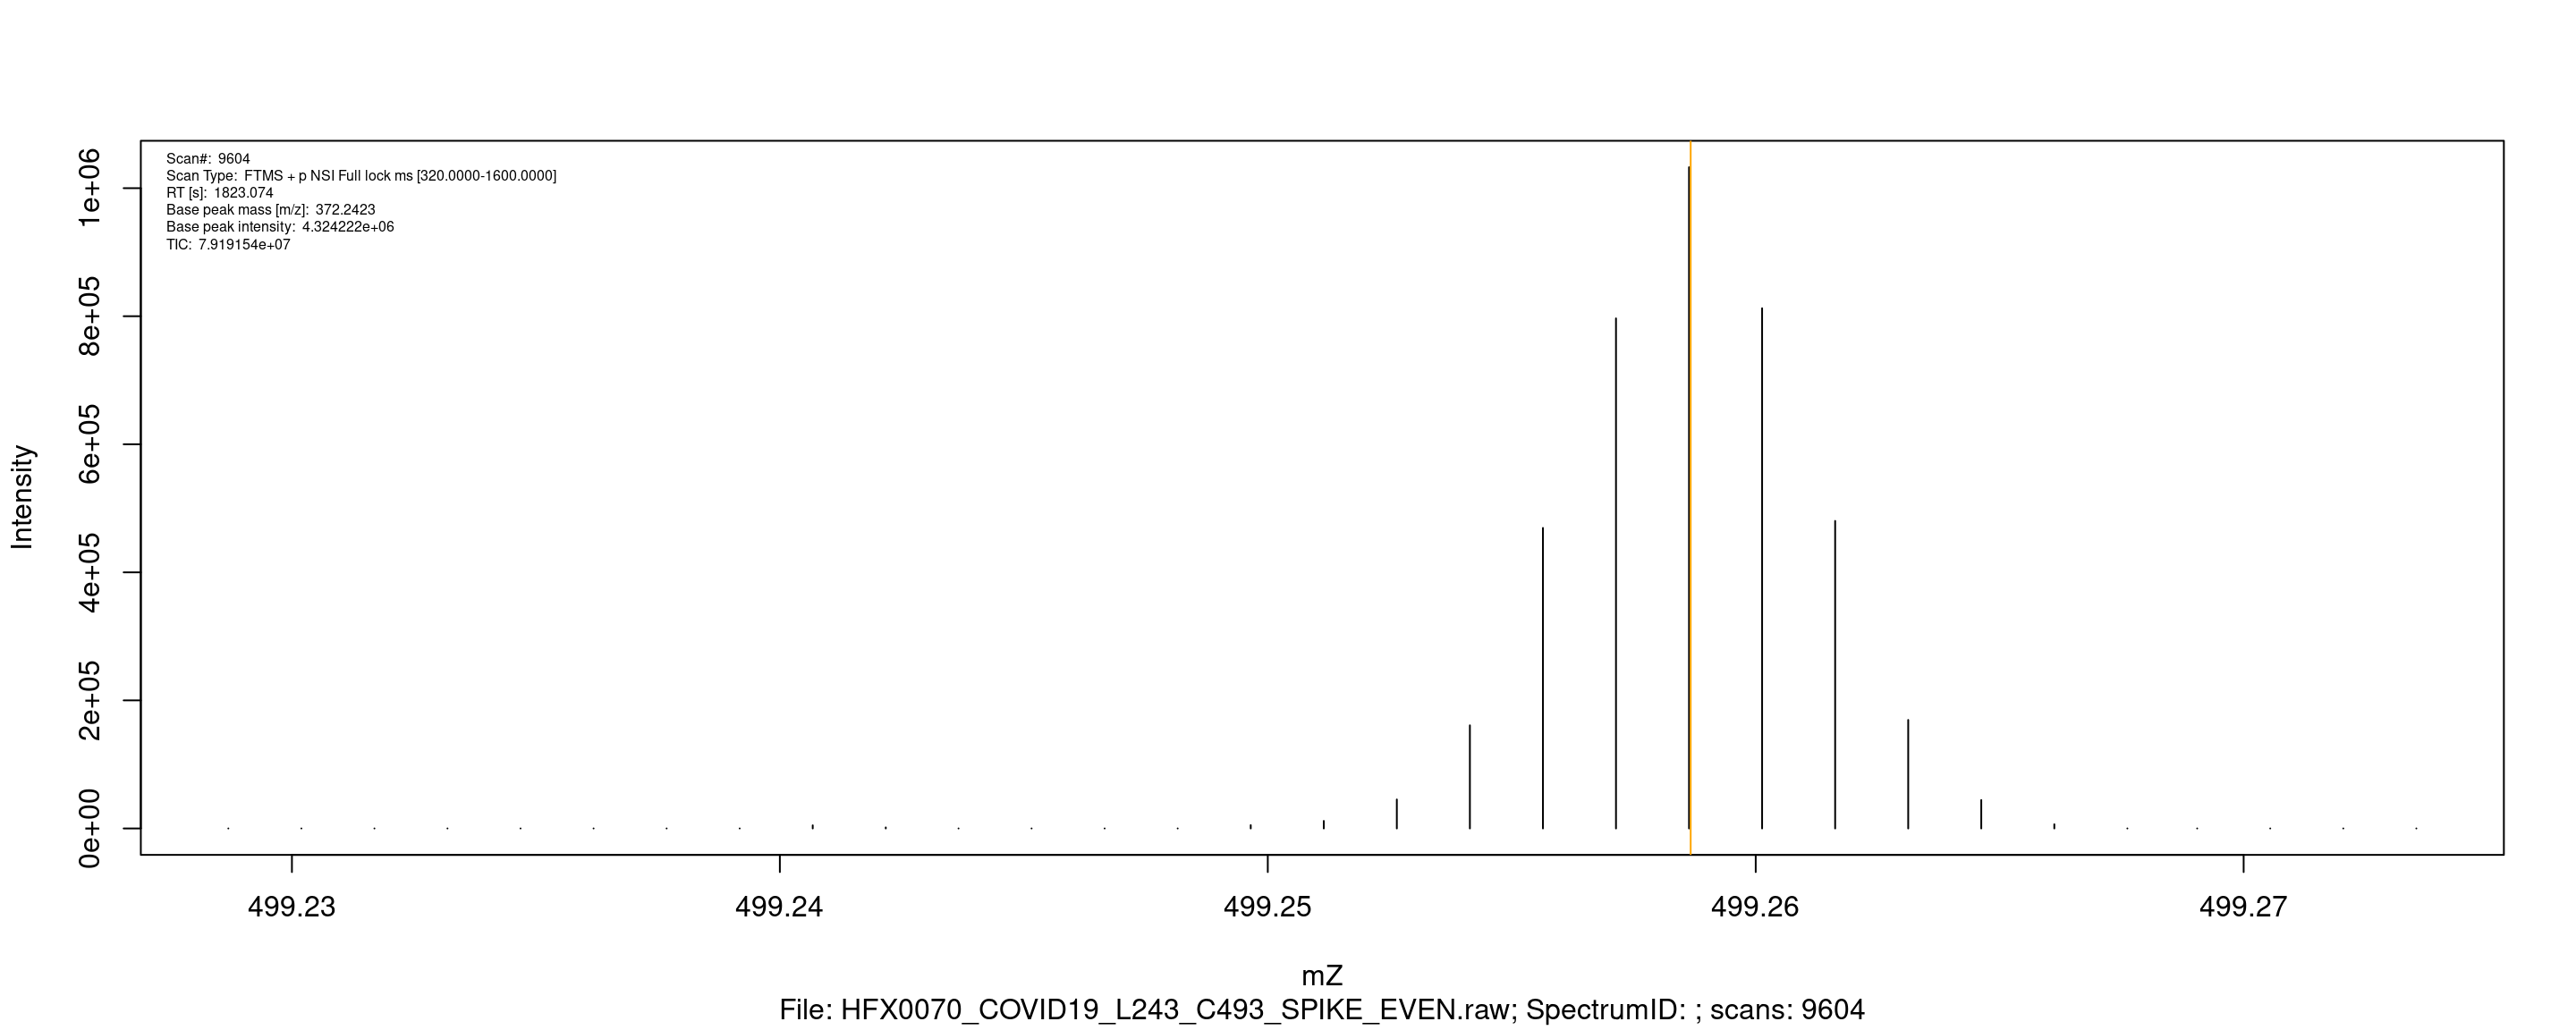 Scan#: 9604
Scan Type: FTMS + p NSI Full lock ms [320.0000-1600.0000]
RT [s]: 1823.074
Base peak mass [m/z]: 372.2423
Base peak intensity: 4.324222e+06
TIC: 7.919154e+07
1e+06
8e+05
6e+05
4e+05
2e+05
0e+00
Intensity
499.23 499.24 499.25 499.26 499.27
mZ
File: HFX0070_COVID19_L243_C493_SPIKE_EVEN.raw; SpectrumID: ; scans: 9604